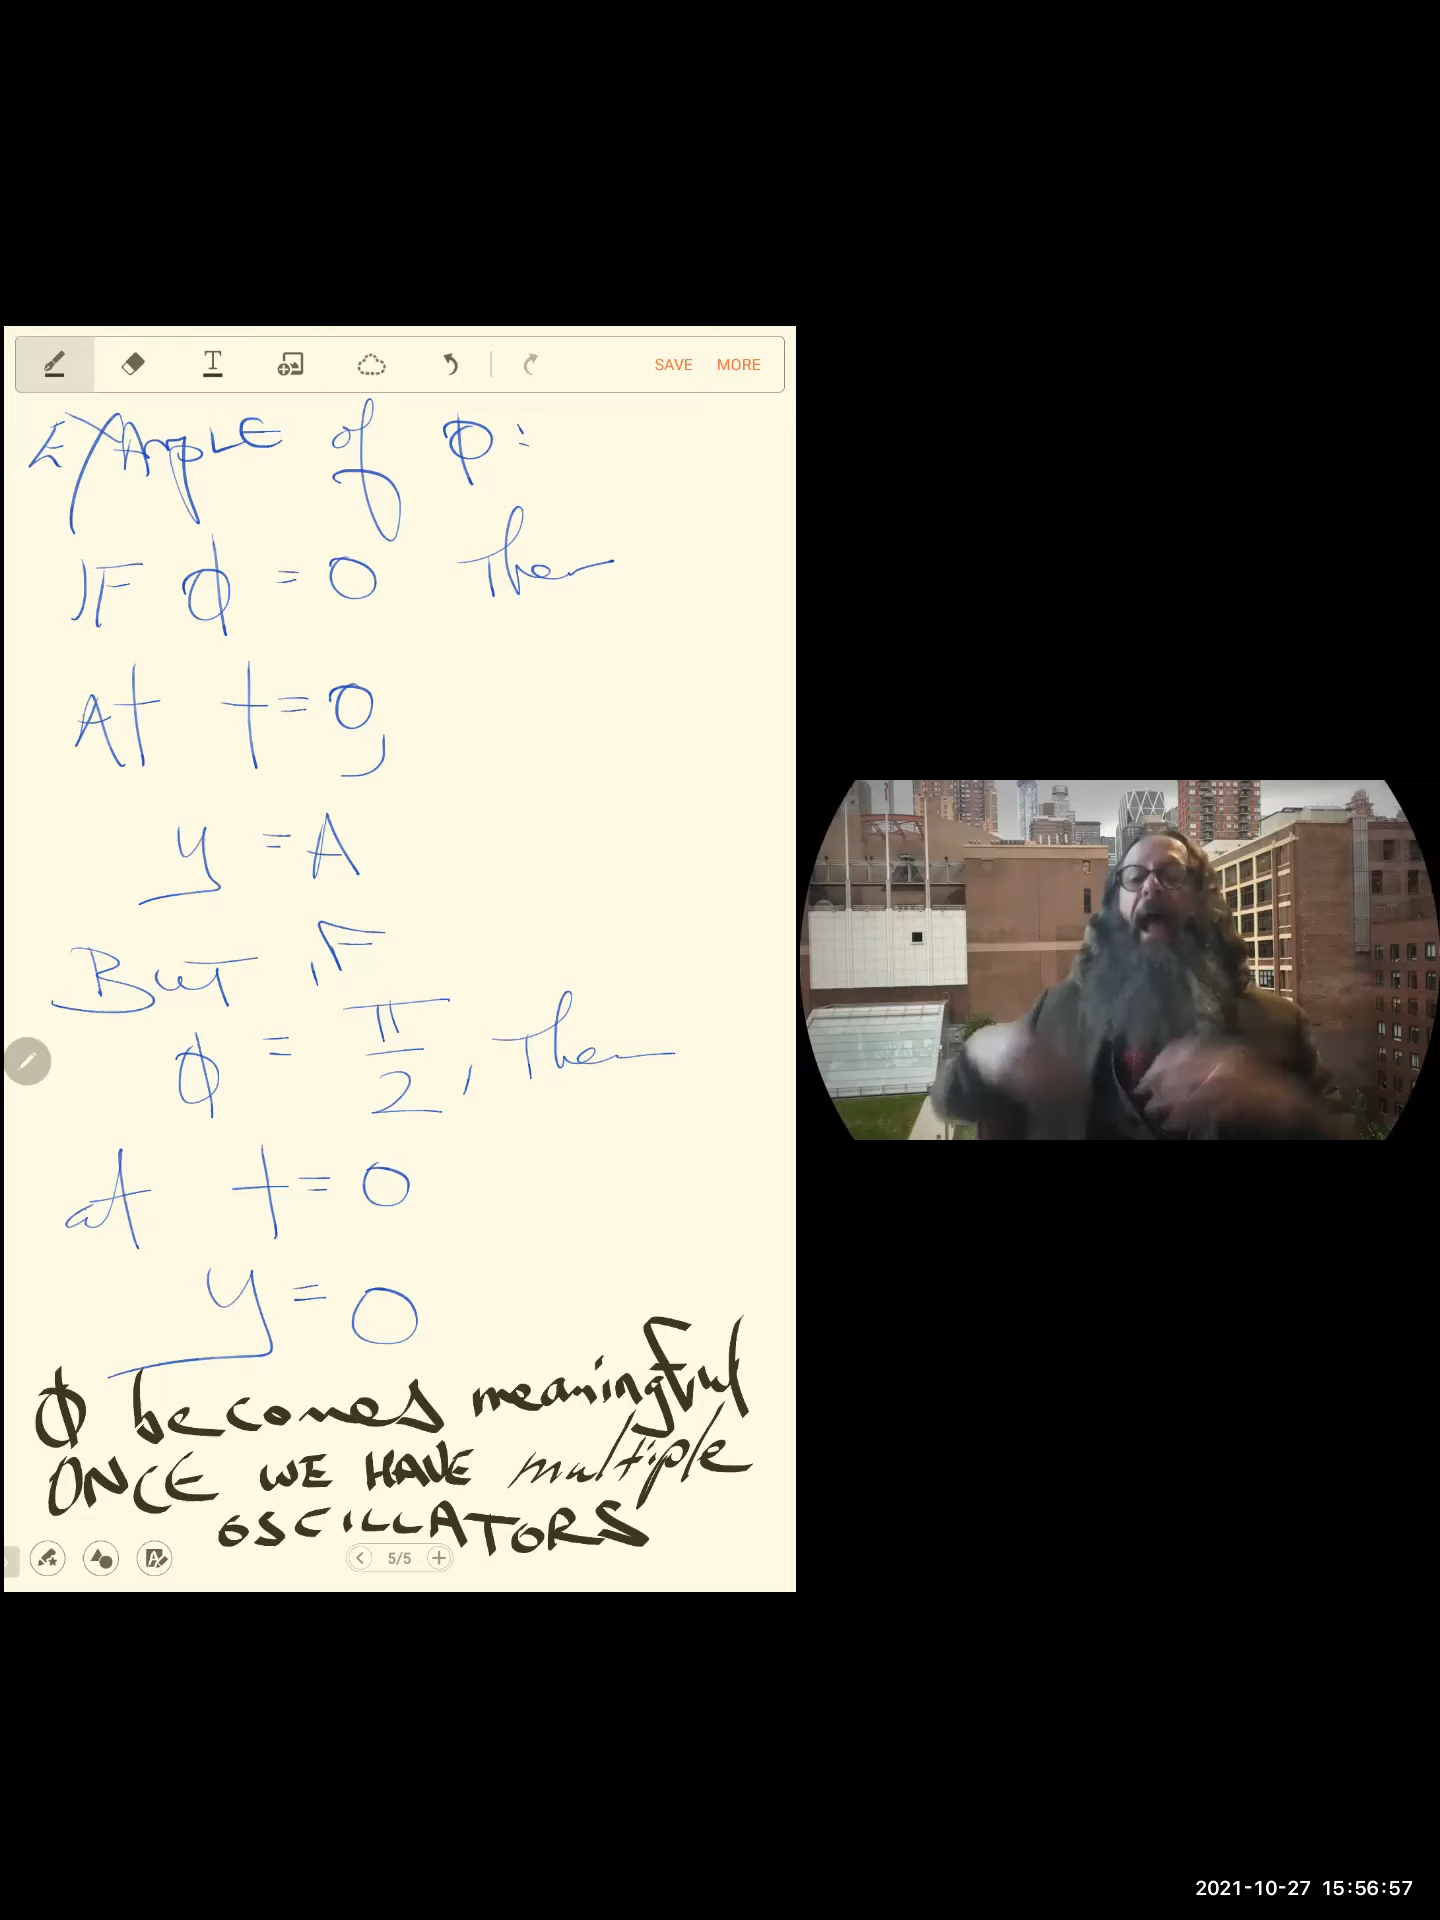 SAVE MORE
EXAMPLE of ϕ:
IF ϕ = 0 Then
At t=0,
y = A
But IF
ϕ = π/2, Then
at t = 0
y = 0
ϕ becomes meaningful
ONCE WE HAVE multiple
OSCILLATORS
5/5
2021-10-27 15:56:57